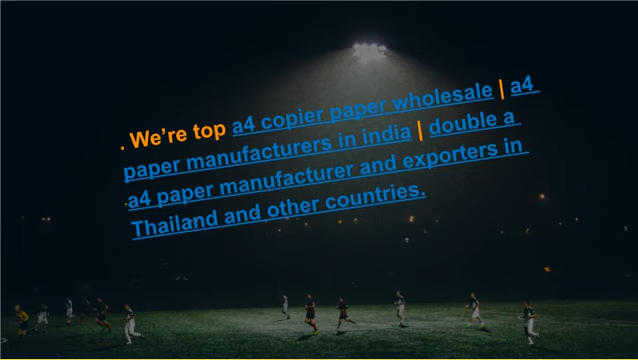 . We’re top a4 copier paper wholesale | a4
paper manufacturers in india | double a
a4 paper manufacturer and exporters in
Thailand and other countries.